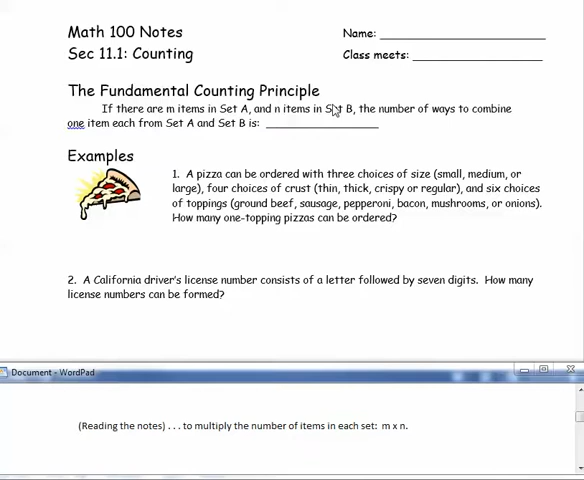 Math 100 Notes
Name: ____________________
Sec 11.1: Counting
Class meets: ________________
The Fundamental Counting Principle
If there are m items in Set A, and n items in Set B, the number of ways to combine
one item each from Set A and Set B is: ________________
Examples
1. A pizza can be ordered with three choices of size (small, medium, or
large), four choices of crust (thin, thick, crispy or regular), and six choices
of toppings (ground beef, sausage, pepperoni, bacon, mushrooms, or onions).
How many one-topping pizzas can be ordered?
2. A California driver's license number consists of a letter followed by seven digits. How many
license numbers can be formed?
Document - WordPad
(Reading the notes) . . . to multiply the number of items in each set: m x n.